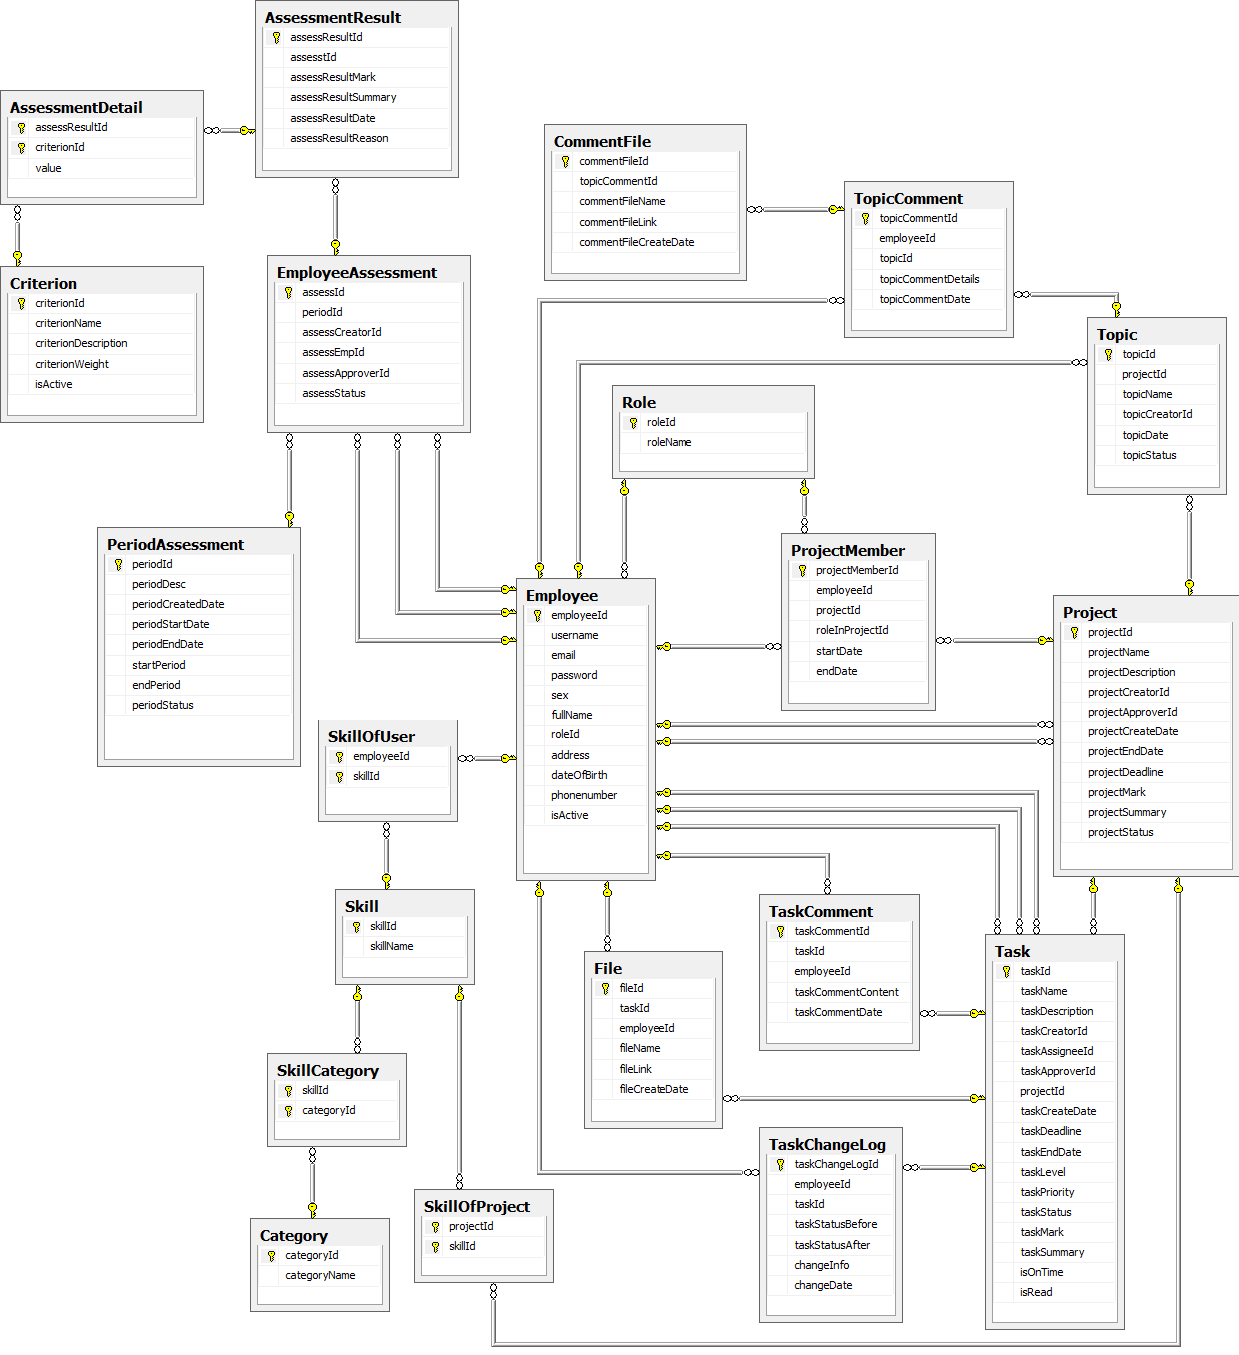 AssessmentResult
assessResultId
assesstId
assessResultMark
assessResultSummary
assessResultDate
assessResultReason
AssessmentDetail
assessResultId
criterionId
value
CommentFile
commentFileId
topicCommentId
commentFileName
commentFileLink
commentFileCreateDate
TopicComment
topicCommentId
employeeId
topicId
topicCommentDetails
topicCommentDate
Criterion
criterionId
criterionName
criterionDescription
criterionWeight
isActive
EmployeeAssessment
assessId
periodId
assessCreatorId
assessEmpId
assessApproverId
assessStatus
Topic
topicId
projectId
topicName
topicCreatorId
topicDate
topicStatus
Role
roleId
roleName
PeriodAssessment
periodId
periodDesc
periodCreatedDate
periodStartDate
periodEndDate
startPeriod
endPeriod
periodStatus
ProjectMember
projectMemberId
employeeId
projectId
roleInProjectId
startDate
endDate
Employee
employeeId
username
email
password
sex
fullName
roleId
address
dateOfBirth
phonenumber
isActive
Project
projectId
projectName
projectDescription
projectCreatorId
projectApproverId
projectCreateDate
projectEndDate
projectDeadline
projectMark
projectSummary
projectStatus
SkillOfUser
employeeId
skillId
Skill
skillId
skillName
TaskComment
taskCommentId
taskId
employeeId
taskCommentContent
taskCommentDate
File
fileId
taskId
employeeId
fileName
fileLink
fileCreateDate
Task
taskId
taskName
taskDescription
taskCreatorId
taskAssigneeId
taskApproverId
projectId
taskCreateDate
taskDeadline
taskEndDate
taskLevel
taskPriority
taskStatus
taskMark
taskSummary
isOnTime
isRead
SkillCategory
skillId
categoryId
TaskChangeLog
taskChangeLogId
employeeId
taskId
taskStatusBefore
taskStatusAfter
changeInfo
changeDate
SkillOfProject
projectId
skillId
Category
categoryId
categoryName